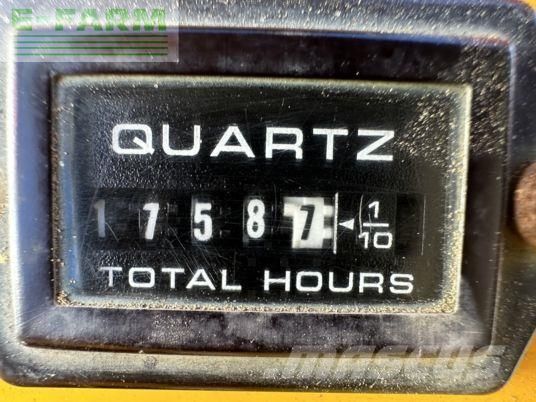 E-FARM
QUARTZ
1 7 5 8 7 ◄ 1/10
TOTAL HOURS
MASCUS